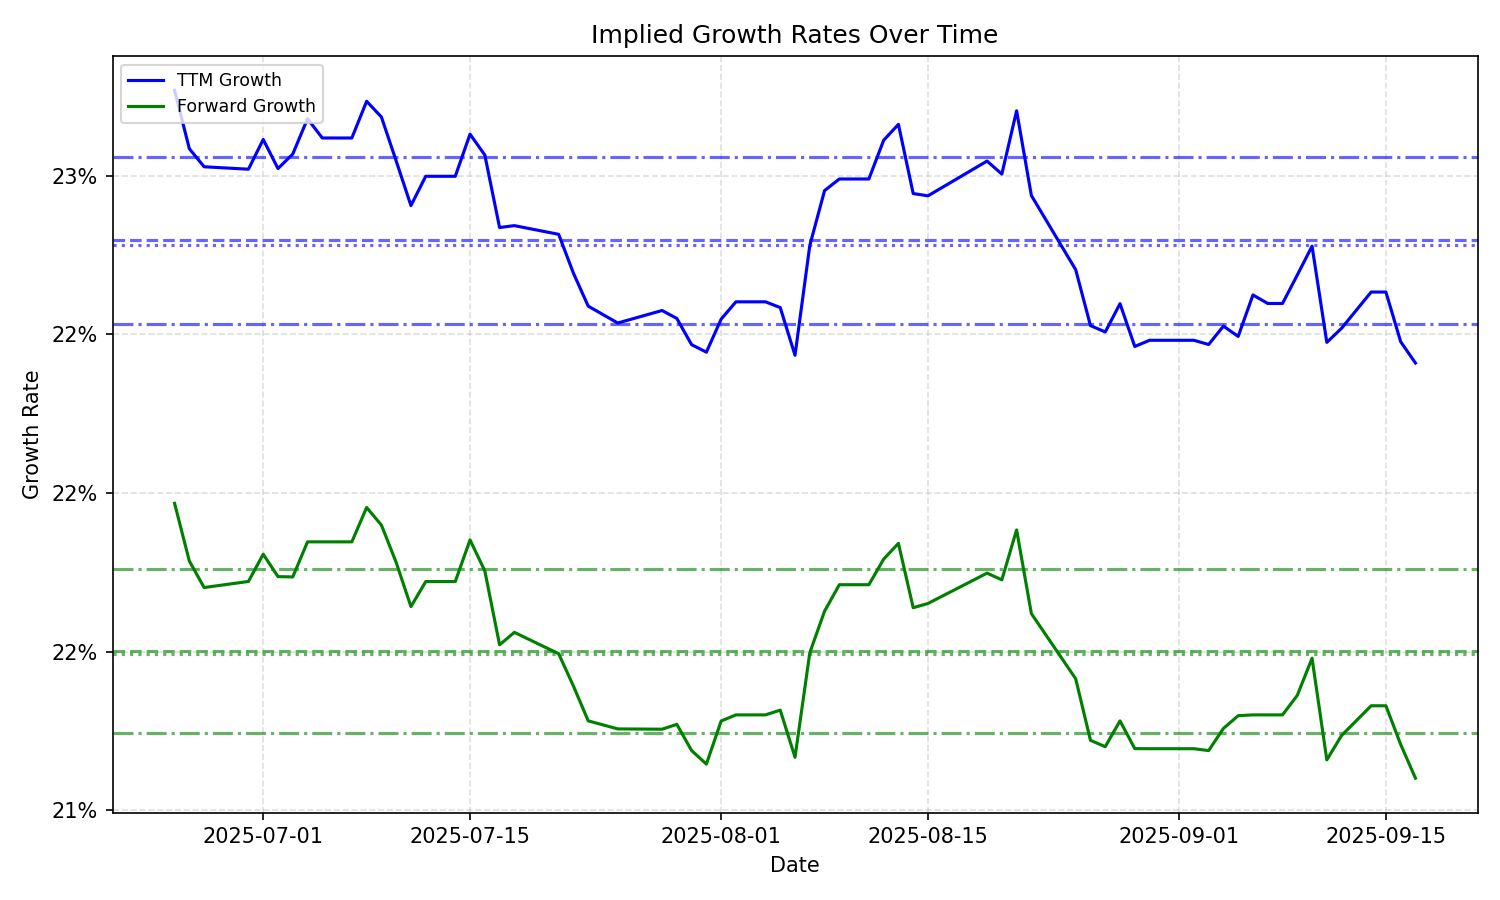 Implied Growth Rates Over Time
TTM Growth
Forward Growth
Growth Rate
23%
22%
22%
22%
21%
2025-07-01
2025-07-15
2025-08-01
2025-08-15
2025-09-01
2025-09-15
Date